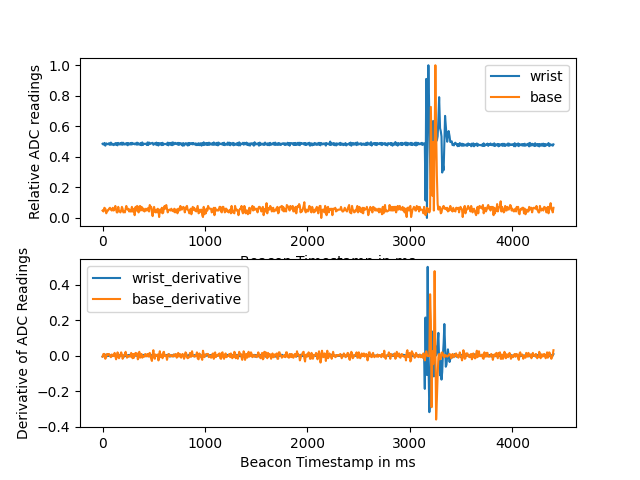 Relative ADC readings
1.0
0.8
0.6
0.4
0.2
0.0
wrist
base
0
1000
2000
3000
4000
Beacon Timestamp in ms
Derivative of ADC Readings
0.4
0.2
0.0
−0.2
−0.4
wrist_derivative
base_derivative
0
1000
2000
3000
4000
Beacon Timestamp in ms